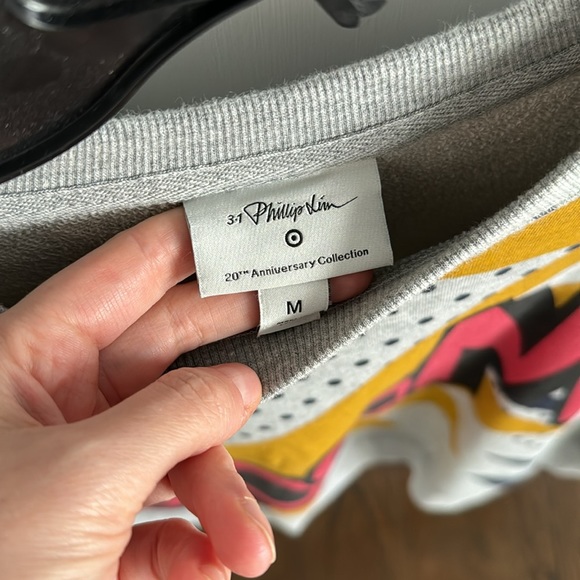 3·1 Phillip Lim
20TH Anniversary Collection
M